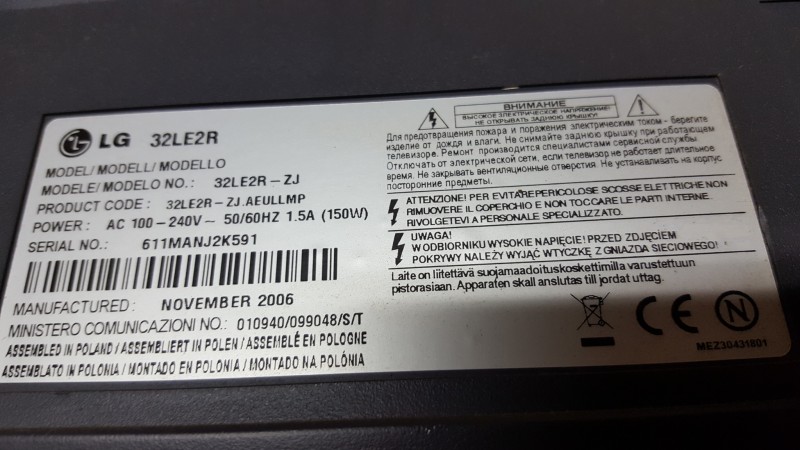 LG 32LE2R
MODEL/ MODELL/ MODELLO
MODELE/ MODELO NO.: 32LE2R-ZJ
PRODUCT CODE: 32LE2R-ZJ.AEULLMP
POWER: AC 100-240V~ 50/60HZ 1.5A (150W)
SERIAL NO.: 611MANJ2K591
MANUFACTURED: NOVEMBER 2006
MINISTERO COMUNICAZIONI NO.: 010940/099048/S/T
ASSEMBLED IN POLAND / ASSEMBLIERT IN POLEN / ASSEMBLÉ EN POLOGNE
ASSEMBLATO IN POLONIA / MONTADO EN POLONIA / MONTADO NA POLÓNIA
ВНИМАНИЕ
ВЫСОКОЕ ЭЛЕКТРИЧЕСКОЕ НАПРЯЖЕНИЕ!
НЕ ОТКРЫВАТЬ ЗАДНЮЮ КРЫШКУ!
Для предотвращения пожара и поражения электрическим током - берегите
изделие от дождя и влаги. Не снимайте заднюю крышку при работающем
телевизоре. Ремонт производится специалистами сервисной службы
Отключать от электрической сети, если телевизор не работает длительное
время. Не закрывать вентиляционные отверстия. Не устанавливать на корпус
посторонние предметы.
ATTENZIONE! PER EVITARE PERICOLOSE SCOSSE ELETTRICHE NON
RIMUOVERE IL COPERCHIO E NON TOCCARE LE PARTI INTERNE.
RIVOLGETEVI A PERSONALE SPECIALIZZATO.
UWAGA!
W ODBIORNIKU WYSOKIE NAPIĘCIE! PRZED ZDJĘCIEM
POKRYWY NALEŻY WYJĄĆ WTYCZKĘ Z GNIAZDA SIECIOWEGO!
Laite on liitettävä suojamaadoituskoskettimilla varustettuun
pistorasiaan. Apparaten skall anslutas till jordat uttag.
CE N
MEZ30431801